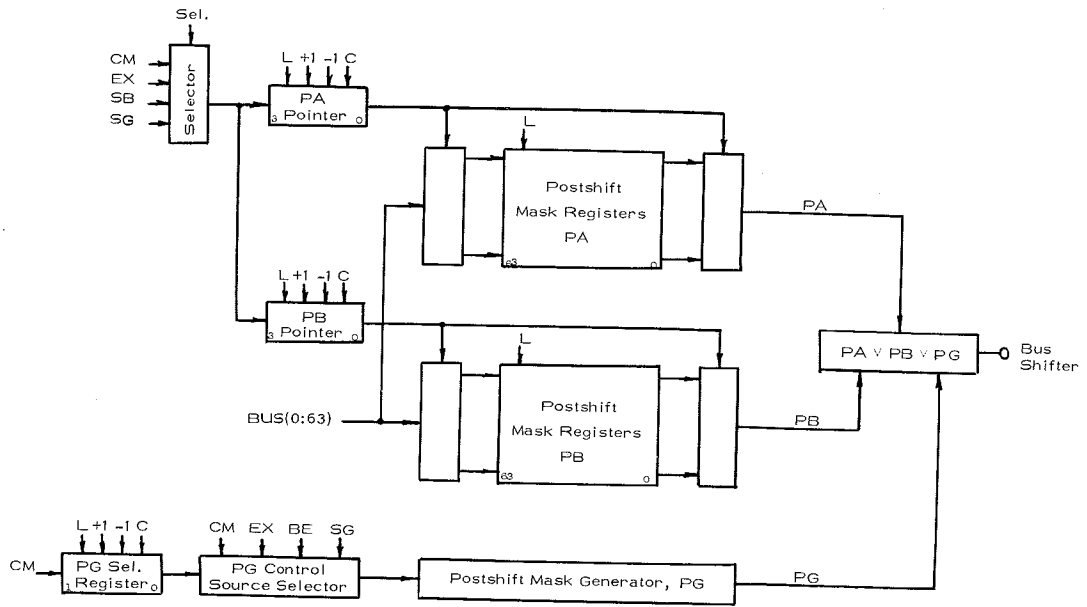 Sel.
CM
EX
SB
SG
Selector
L +1 -1 C
PA
Pointer
3 0
L
Postshift
Mask Registers
PA
63 0
PA
L +1 -1 C
PB
Pointer
3 0
L
Postshift
Mask Registers
PB
63 0
BUS(0:63)
PB
PA ∨ PB ∨ PG
Bus
Shifter
L +1 -1 C
CM
PG Sel.
Register
1 0
CM EX BE SG
PG Control
Source Selector
Postshift Mask Generator, PG
PG